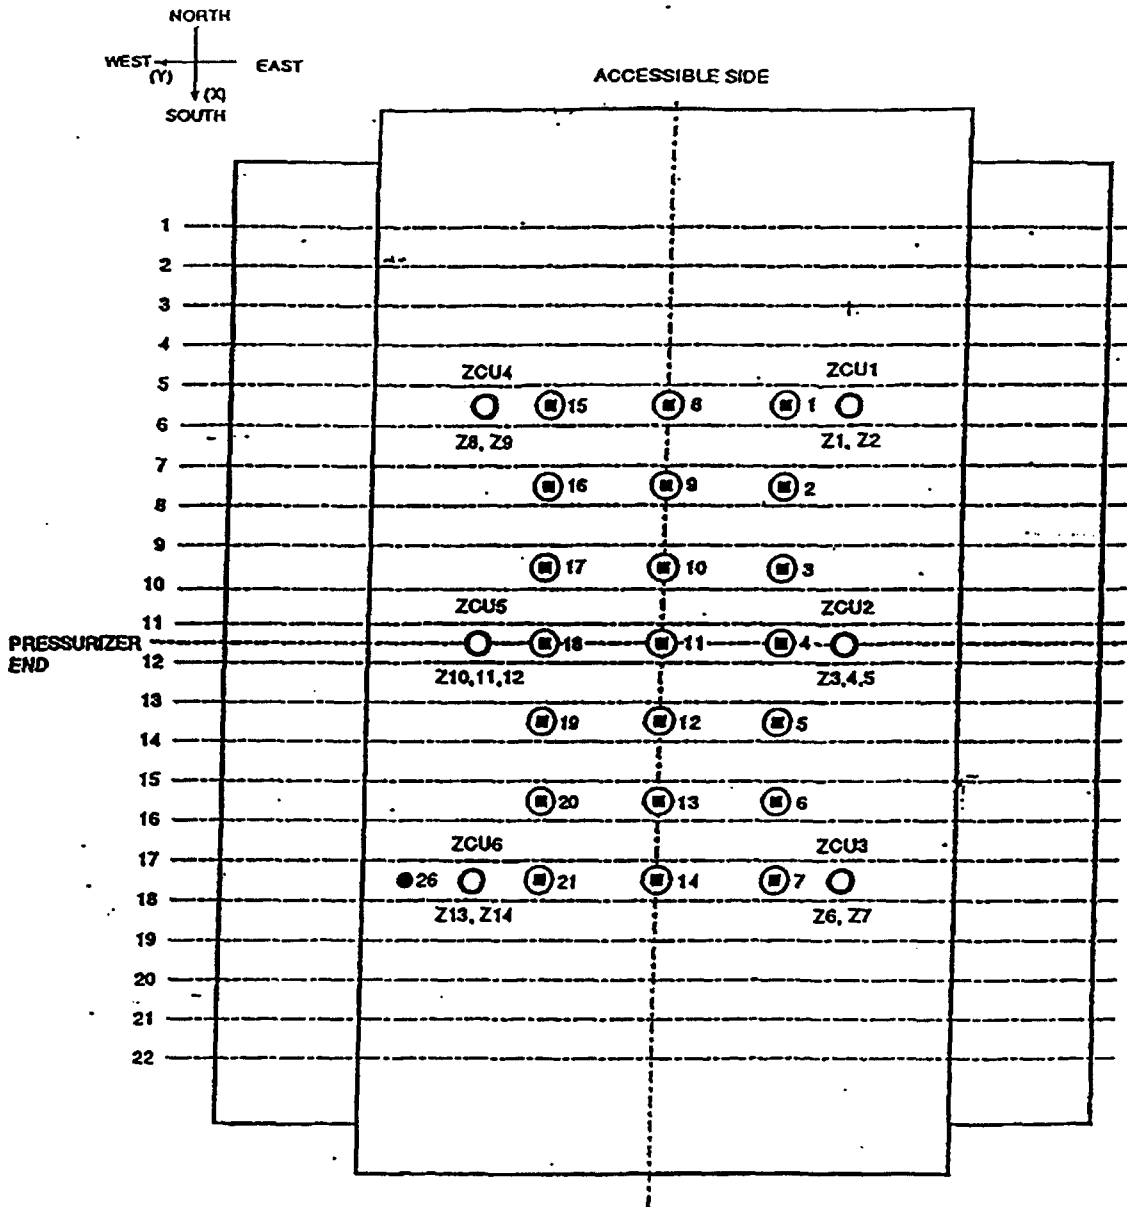 NORTH
WEST
(Y)
EAST
(X)
SOUTH
ACCESSIBLE SIDE
1
2
3
4
ZCU4 ZCU1
5
15 8 1
6
Z8, Z9 Z1, Z2
7
16 9 2
8
9
17 10 3
10
ZCU5 ZCU2
11
PRESSURIZER
END
18 11 4
12
Z10,11,12 Z3,4,5
13
19 12 5
14
15
20 13 6
16
ZCU6 ZCU3
17
26 21 14 7
18
Z13, Z14 Z6, Z7
19
20
21
22